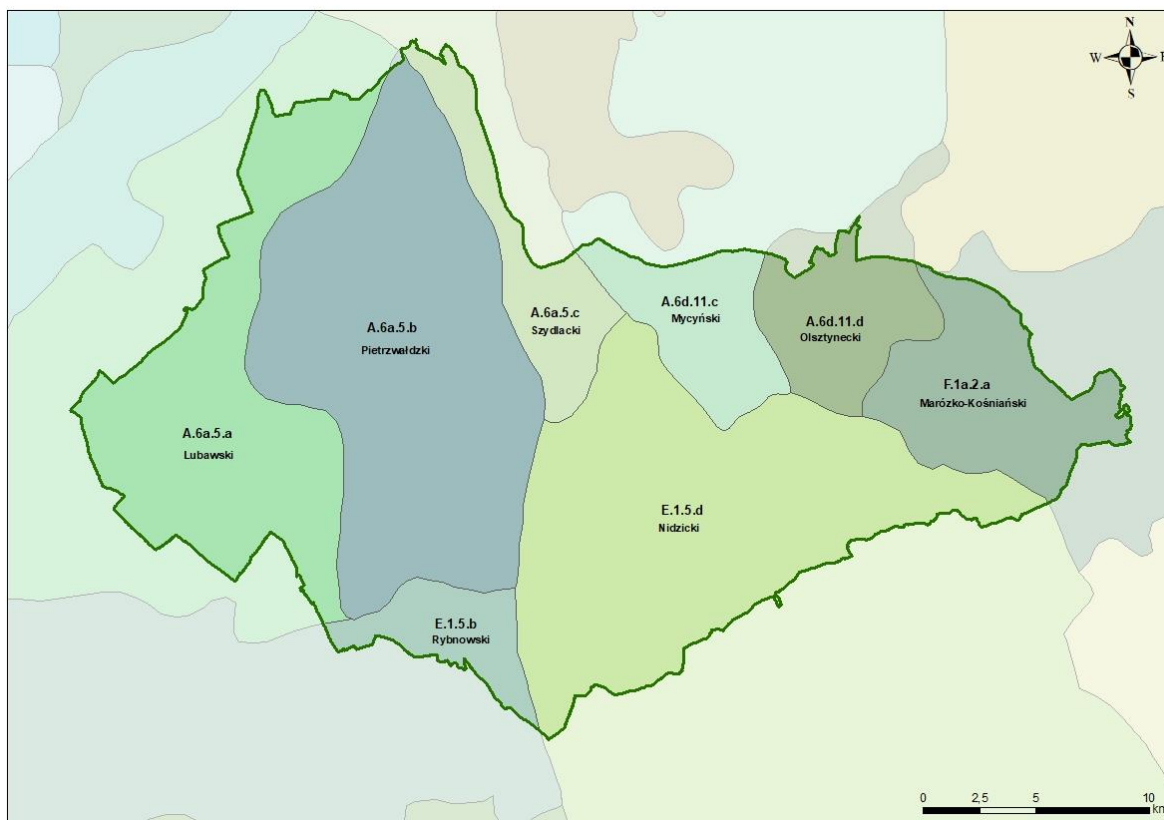 N
W
E
S
A.6a.5.c
Szydlacki
A.6d.11.c
Mycyński
A.6d.11.d
Olsztynecki
A.6a.5.b
Pietrzwałdzki
F.1a.2.a
Marózko-Kośniański
A.6a.5.a
Lubawski
E.1.5.d
Nidzicki
E.1.5.b
Rybnowski
0 2,5 5 10
km